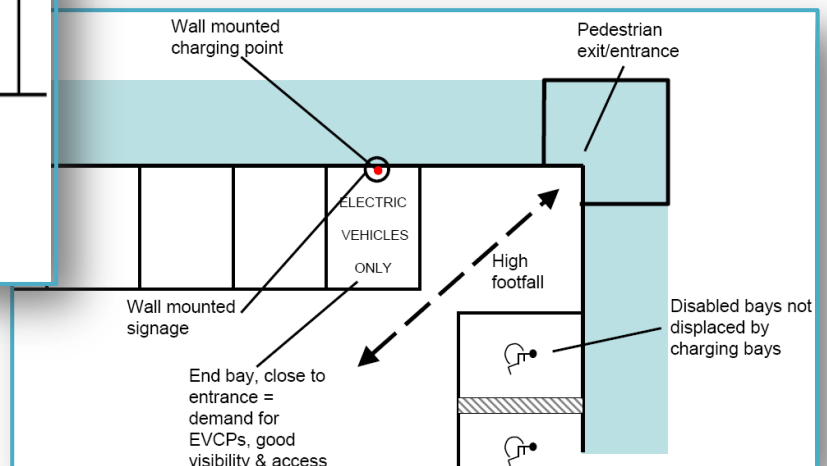 Wall mounted
charging point
Pedestrian
exit/entrance
ELECTRIC
VEHICLES
ONLY
High
footfall
Wall mounted
signage
Disabled bays not
displaced by
charging bays
End bay, close to
entrance =
demand for
EVCPs, good
visibility & access